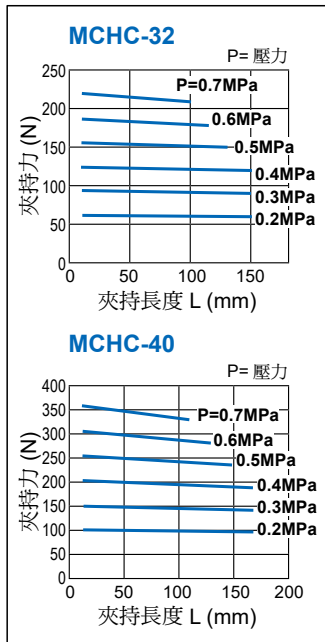 MCHC-32
P= 壓力
夾持力 (N)
250
200
150
100
50
0
P=0.7MPa
0.6MPa
0.5MPa
0.4MPa
0.3MPa
0.2MPa
0 50 100 150
夾持長度 L (mm)
MCHC-40
P= 壓力
夾持力 (N)
400
350
300
250
200
150
100
50
0
P=0.7MPa
0.6MPa
0.5MPa
0.4MPa
0.3MPa
0.2MPa
0 50 100 150 200
夾持長度 L (mm)